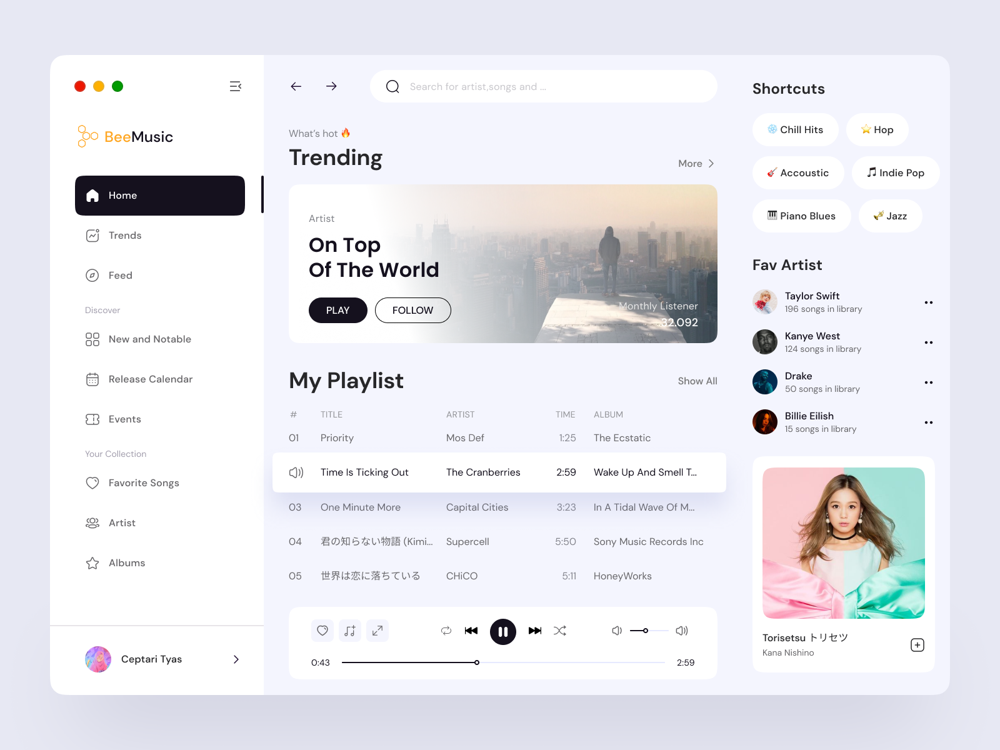 BeeMusic
Home
Trends
Feed
Discover
New and Notable
Release Calendar
Events
Your Collection
Favorite Songs
Artist
Albums
Ceptari Tyas
Search for artist,songs and ...
What's hot 🔥
Trending
More
Artist
On Top
Of The World
PLAY
FOLLOW
Monthly Listener
32.092
My Playlist
Show All
# TITLE ARTIST TIME ALBUM
01 Priority Mos Def 1:25 The Ecstatic
Time Is Ticking Out The Cranberries 2:59 Wake Up And Smell T...
03 One Minute More Capital Cities 3:23 In A Tidal Wave Of M...
04 君の知らない物語 (Kimi... Supercell 5:50 Sony Music Records Inc
05 世界は恋に落ちている CHiCO 5:11 HoneyWorks
0:43 2:59
Shortcuts
❄️ Chill Hits
⭐ Hop
🎸 Accoustic
🎵 Indie Pop
🎹 Piano Blues
🎺 Jazz
Fav Artist
Taylor Swift
196 songs in library
Kanye West
124 songs in library
Drake
50 songs in library
Billie Eilish
15 songs in library
Torisetsu トリセツ
Kana Nishino